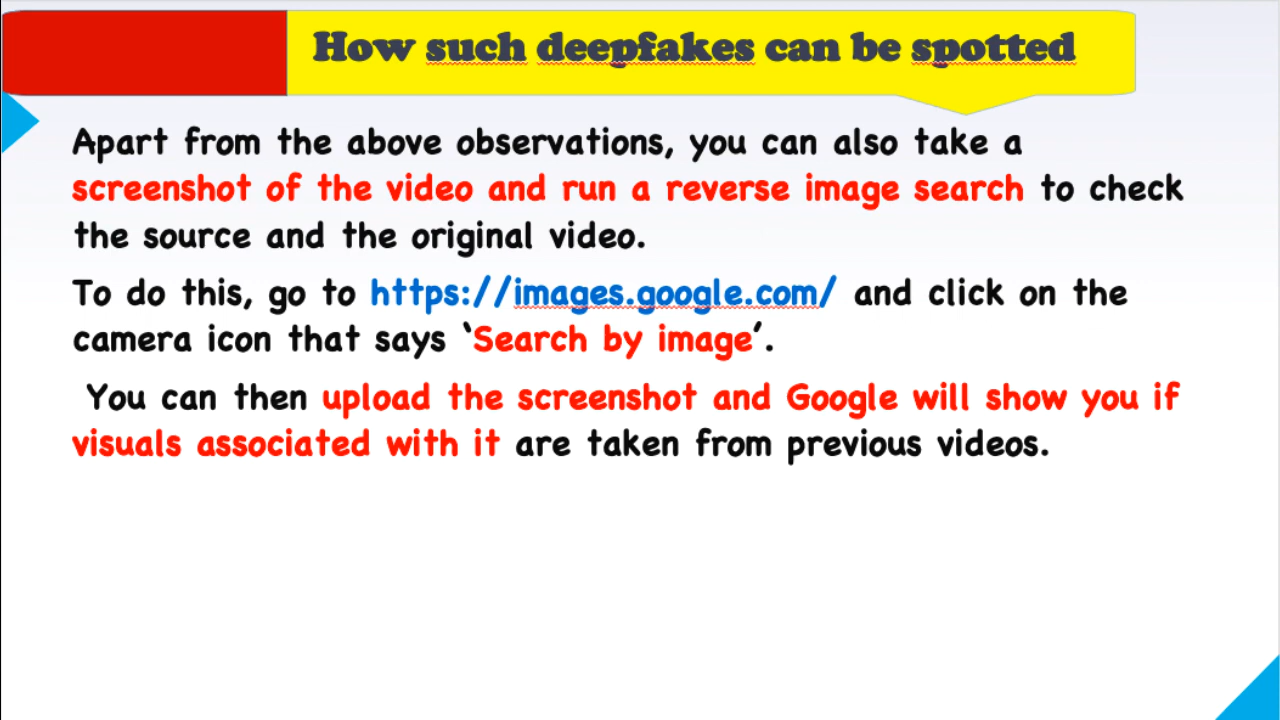 How such deepfakes can be spotted
Apart from the above observations, you can also take a
screenshot of the video and run a reverse image search to check
the source and the original video.
To do this, go to https://images.google.com/ and click on the
camera icon that says ‘Search by image’.
You can then upload the screenshot and Google will show you if
visuals associated with it are taken from previous videos.